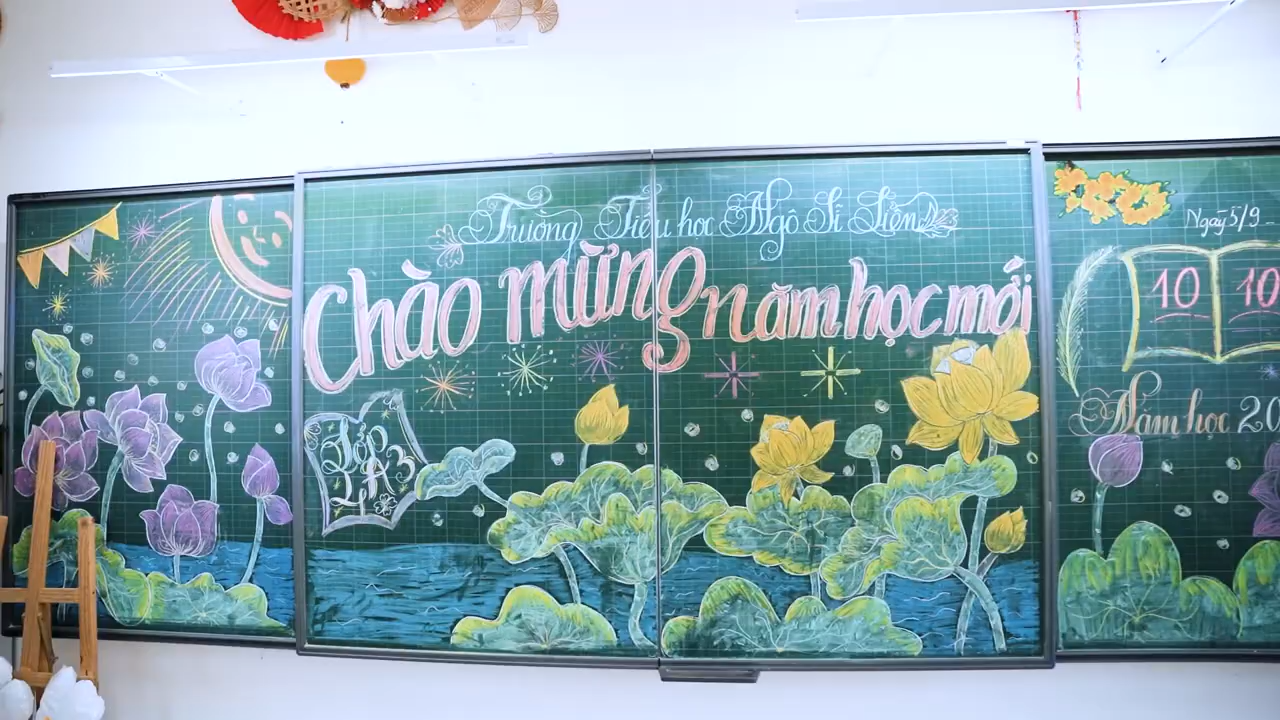 Trường Tiểu học Ngô Sĩ Liên
Chào mừng năm học mới
Lớp
4A3
Ngày 5/9 -
10 10
Năm học 20